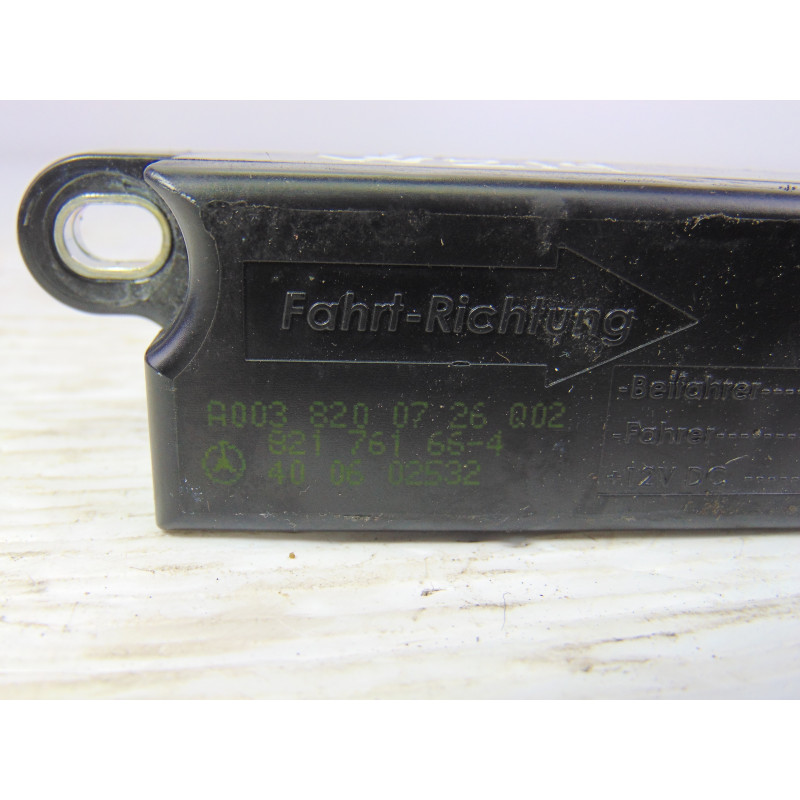 Fahrt-Richtung
A003 820 07 26 Q02
821 761 66-4
40 06 02532
-Beifahrer----
-Fahrer-------
+12V DC -----